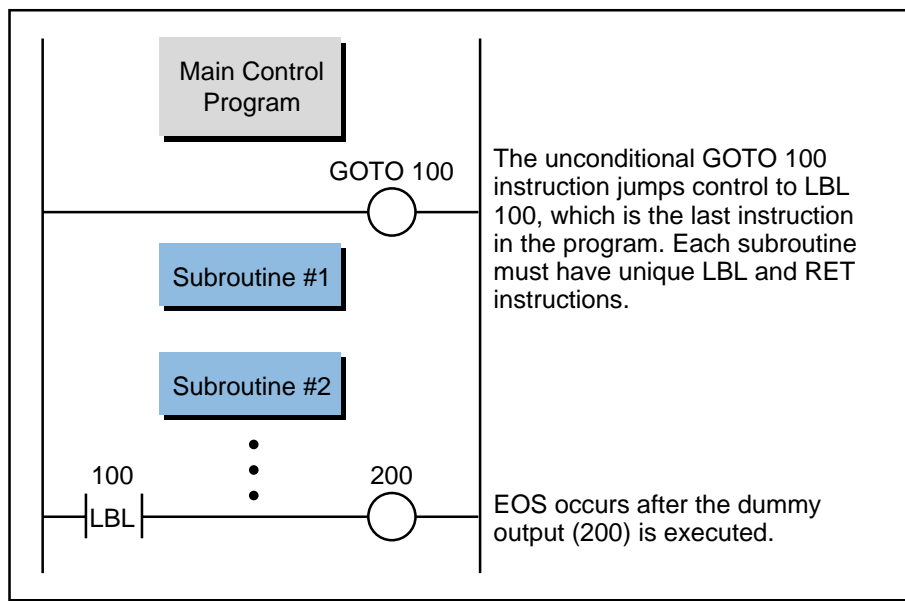 Main Control
Program
GOTO 100
The unconditional GOTO 100
instruction jumps control to LBL
100, which is the last instruction
in the program. Each subroutine
must have unique LBL and RET
instructions.
Subroutine #1
Subroutine #2
100
200
LBL
EOS occurs after the dummy
output (200) is executed.